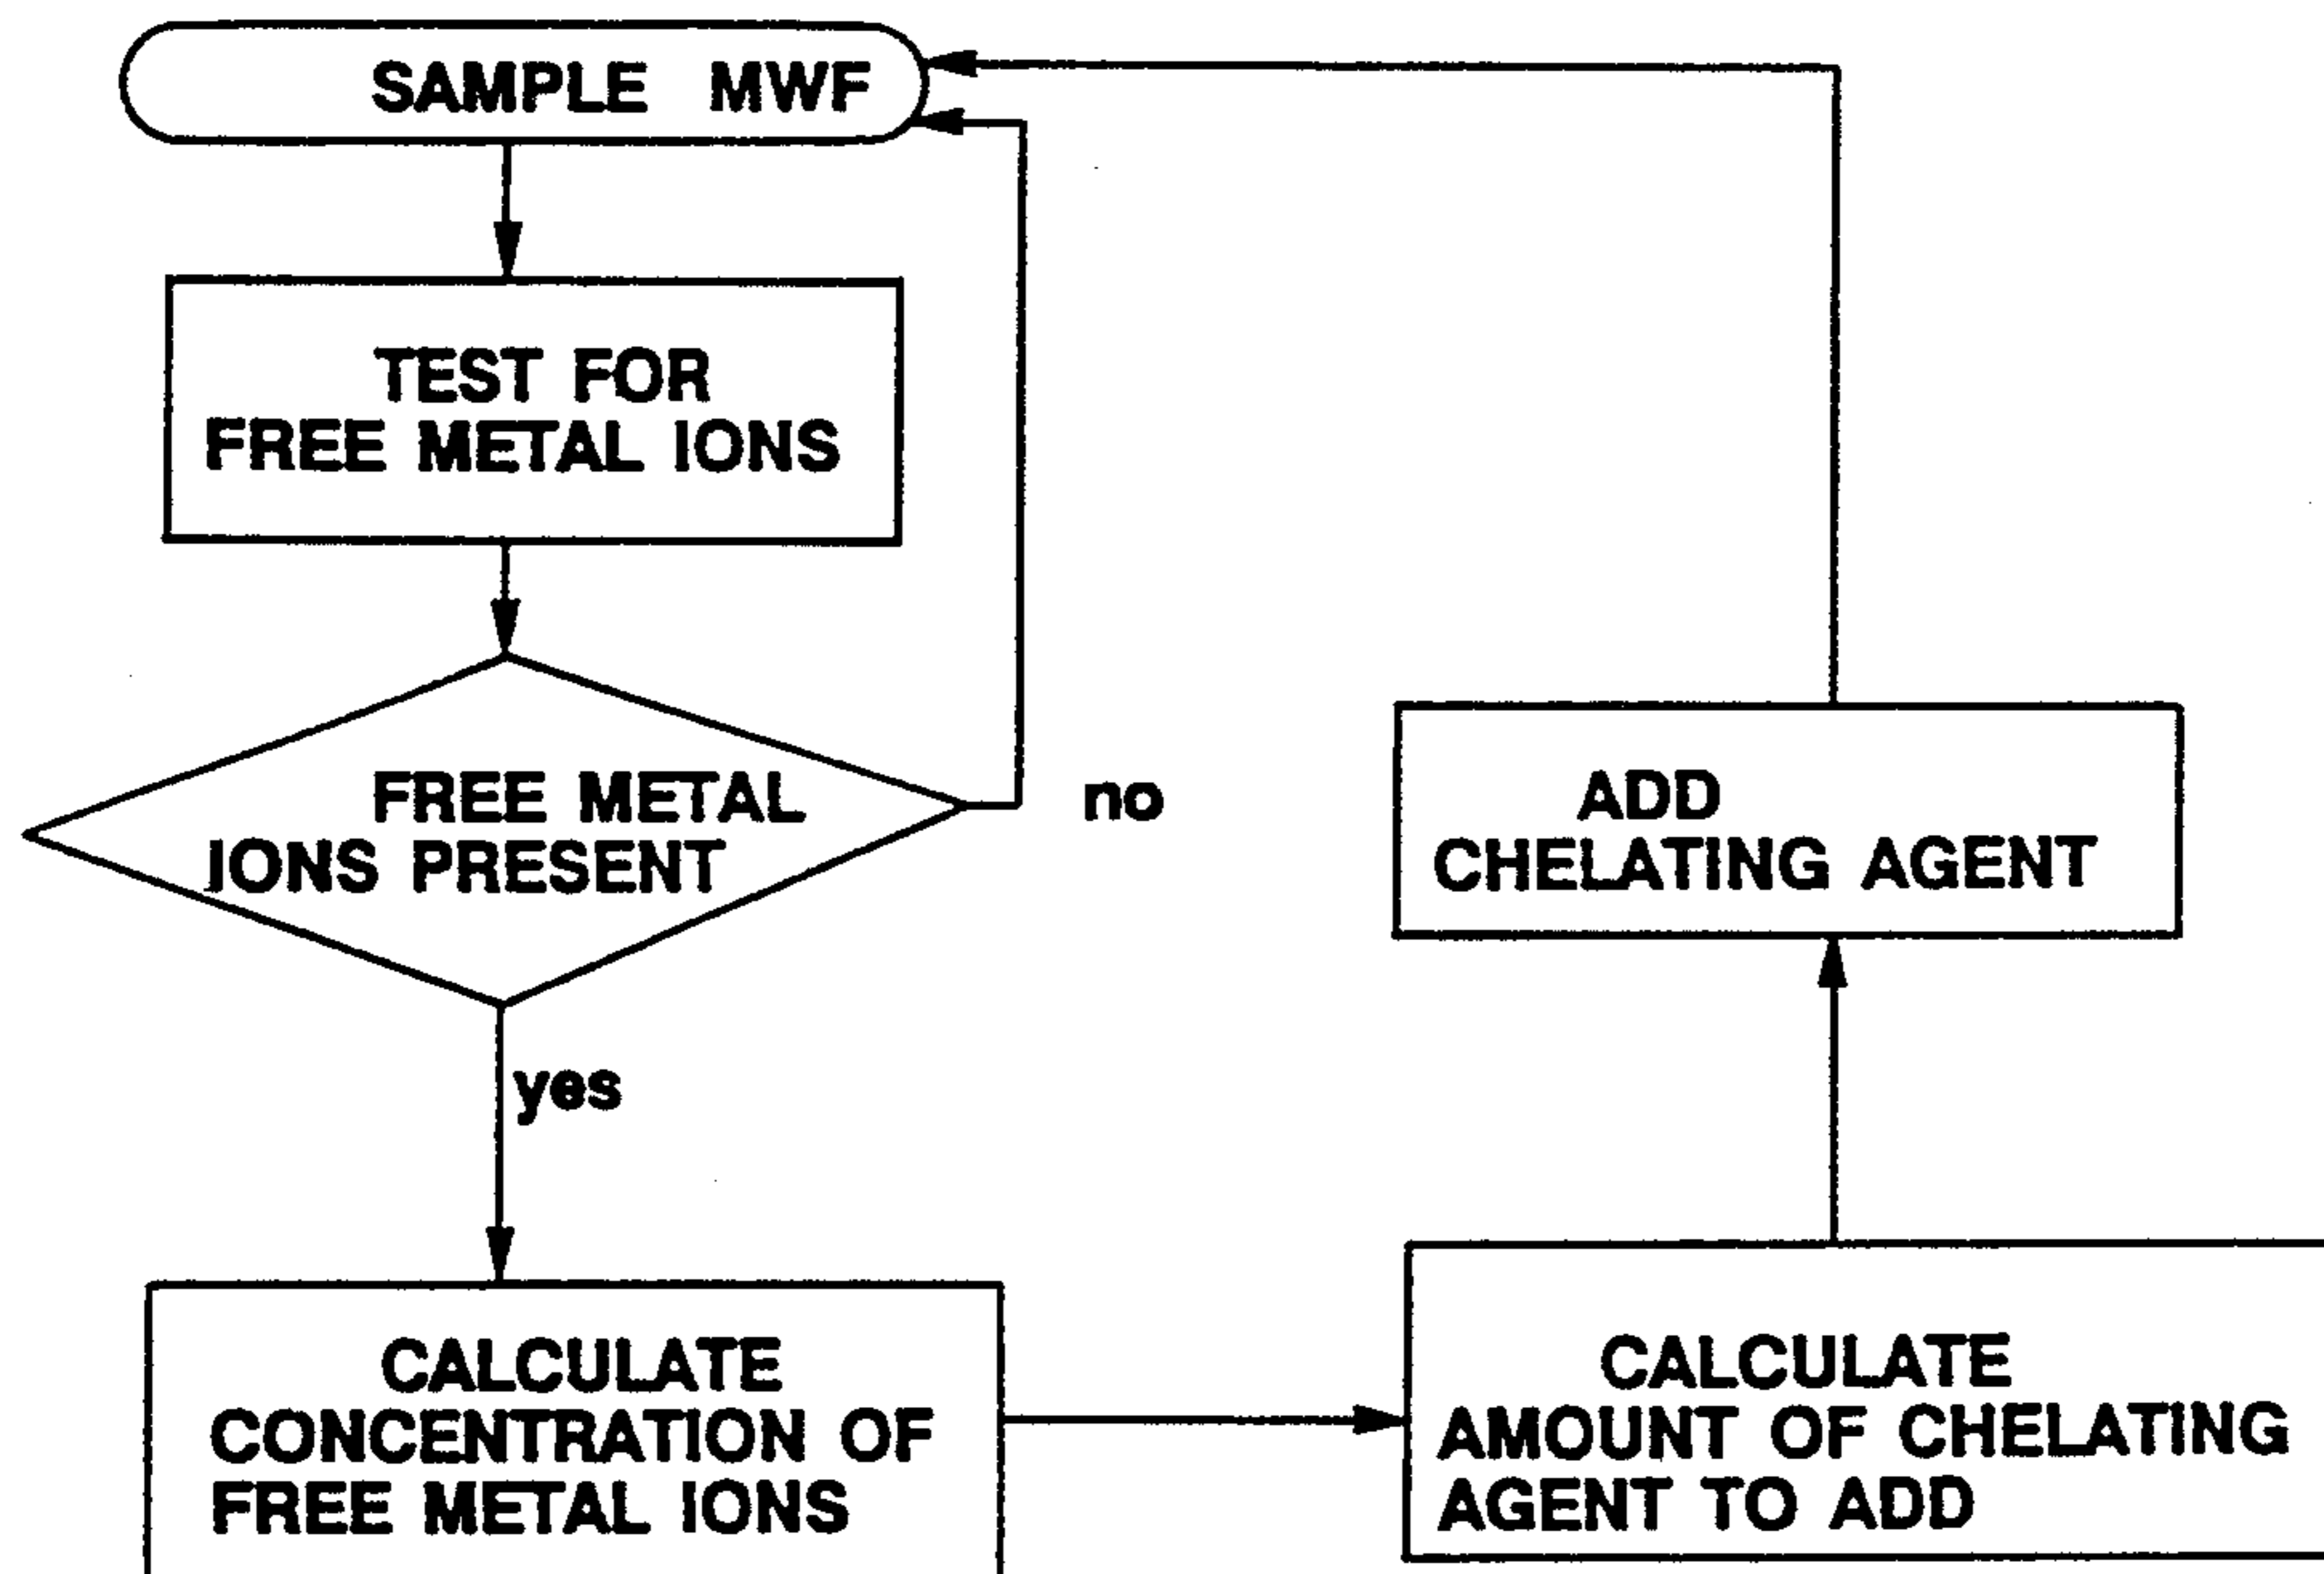 SAMPLE MWF
TEST FOR
FREE METAL IONS
FREE METAL
IONS PRESENT
no
yes
CALCULATE
CONCENTRATION OF
FREE METAL IONS
CALCULATE
AMOUNT OF CHELATING
AGENT TO ADD
ADD
CHELATING AGENT